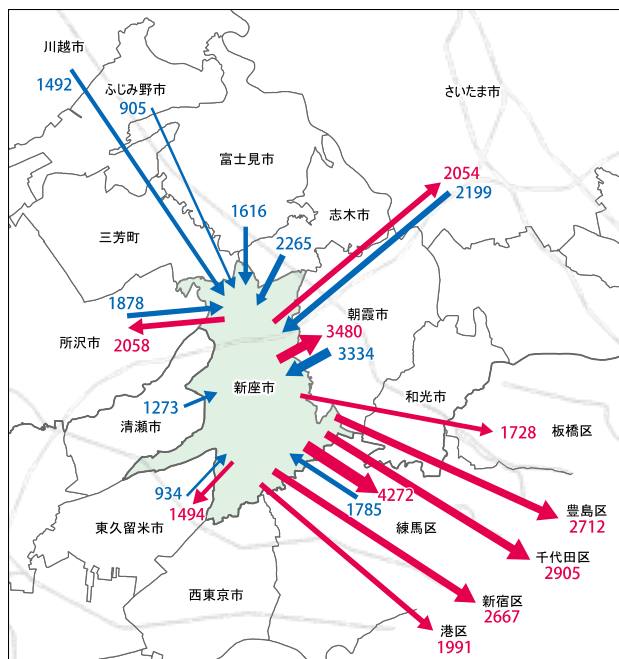 川越市
1492
ふじみ野市
905
さいたま市
富士見市
2054
2199
1616
志木市
三芳町
2265
1878
朝霞市
3480
所沢市
2058
3334
新座市
和光市
1273
清瀬市
1728
板橋区
934
4272
1494
1785
豊島区
2712
東久留米市
練馬区
千代田区
2905
西東京市
新宿区
2667
港区
1991